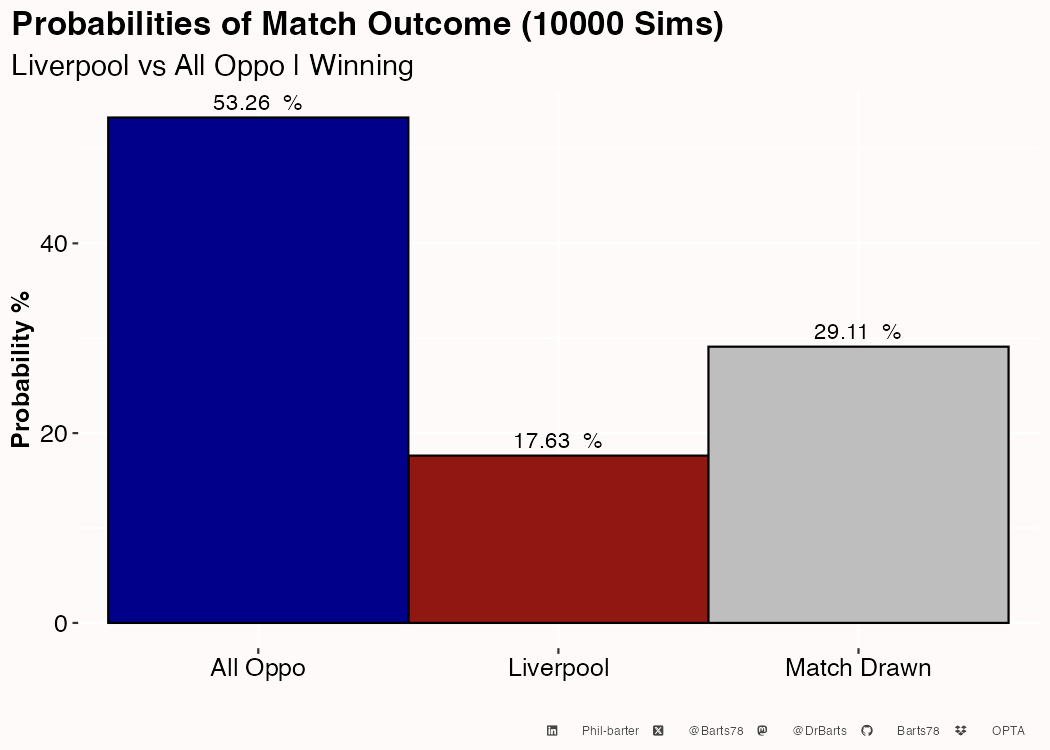 Probabilities of Match Outcome (10000 Sims)
Liverpool vs All Oppo | Winning
53.26 %
40
29.11 %
Probability %
20
17.63 %
0
All Oppo Liverpool Match Drawn
Phil-barter @Barts78 @DrBarts Barts78 OPTA